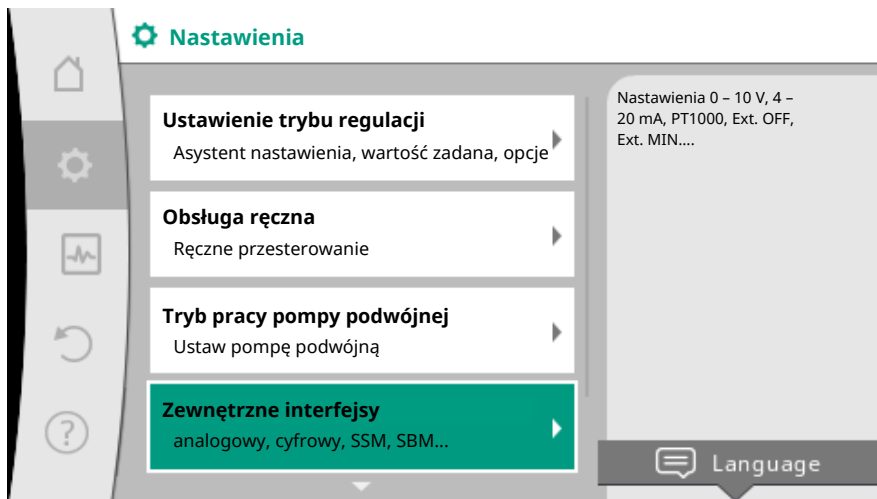 Nastawienia
Ustawienie trybu regulacji
Asystent nastawienia, wartość zadana, opcje
Obsługa ręczna
Ręczne przesterowanie
Tryb pracy pompy podwójnej
Ustaw pompę podwójną
Zewnętrzne interfejsy
analogowy, cyfrowy, SSM, SBM...
Nastawienia 0 – 10 V, 4 –
20 mA, PT1000, Ext. OFF,
Ext. MIN....
Language